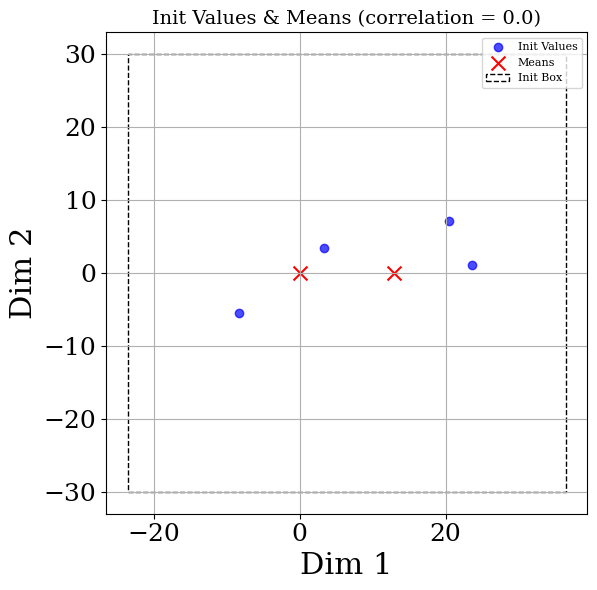 Init Values & Means (correlation = 0.0)
Init Values
Means
Init Box
Dim 2
30
20
10
0
−10
−20
−30
−20
0
20
Dim 1